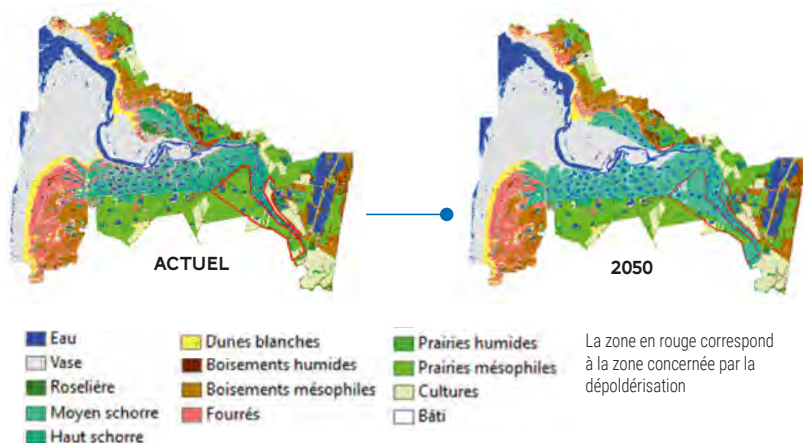 ACTUEL
2050
Eau
Vase
Roselière
Moyen schorre
Haut schorre
Dunes blanches
Boisements humides
Boisements mésophiles
Fourrés
Prairies humides
Prairies mésophiles
Cultures
Bâti
La zone en rouge correspond
à la zone concernée par la
dépoldérisation